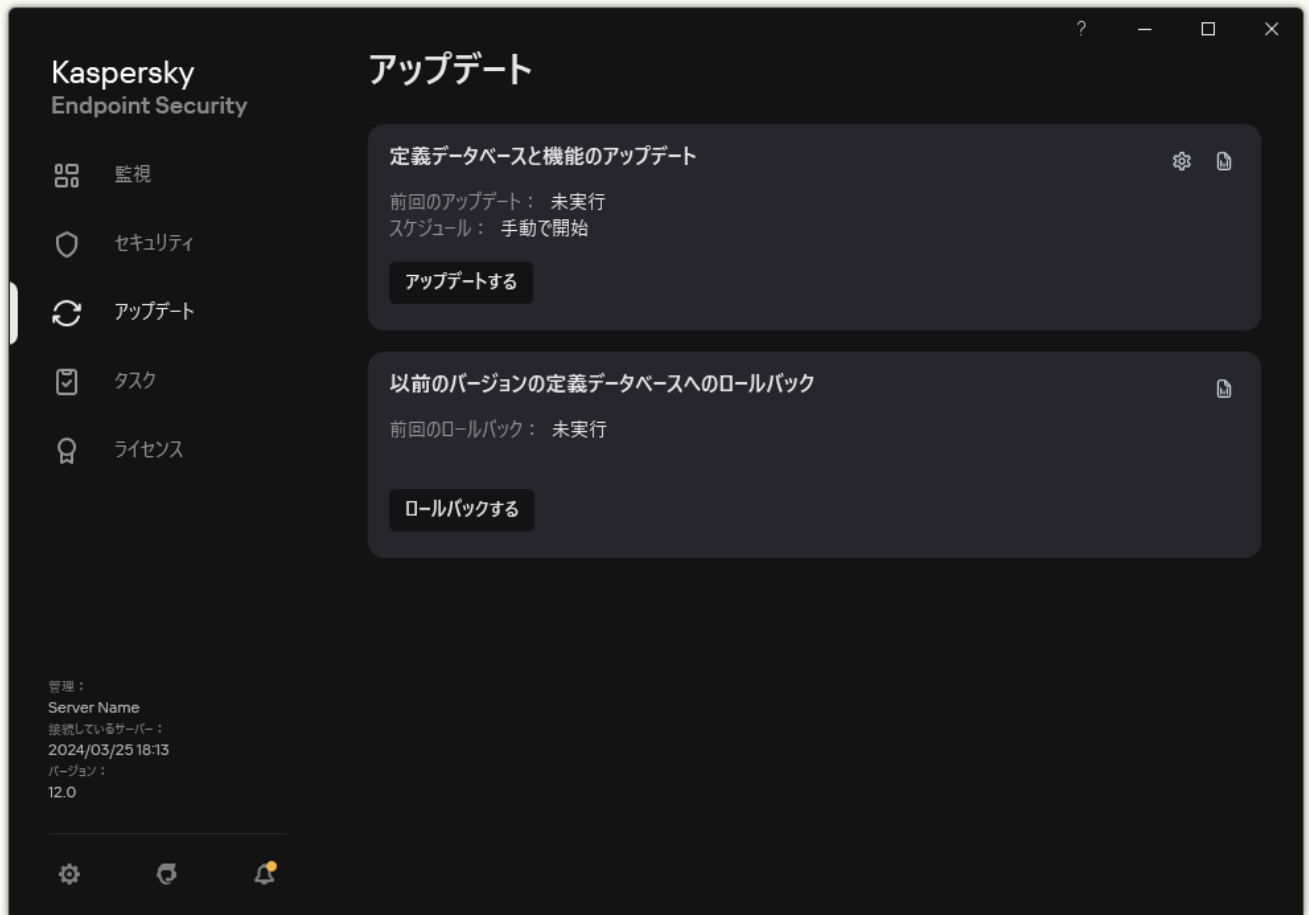 ?
Kaspersky
Endpoint Security
監視
セキュリティ
アップデート
タスク
ライセンス
管理：
Server Name
接続しているサーバー：
2024/03/25 18:13
バージョン：
12.0
アップデート
定義データベースと機能のアップデート
前回のアップデート： 未実行
スケジュール： 手動で開始
アップデートする
以前のバージョンの定義データベースへのロールバック
前回のロールバック： 未実行
ロールバックする